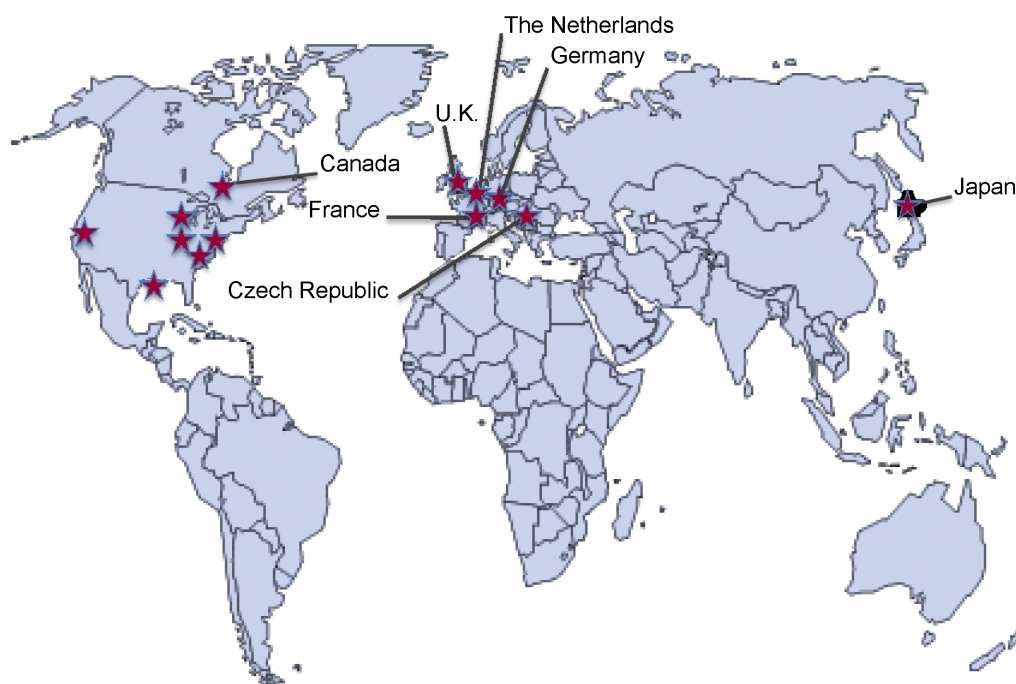 The Netherlands
Germany
U.K.
Canada
Japan
France
Czech Republic